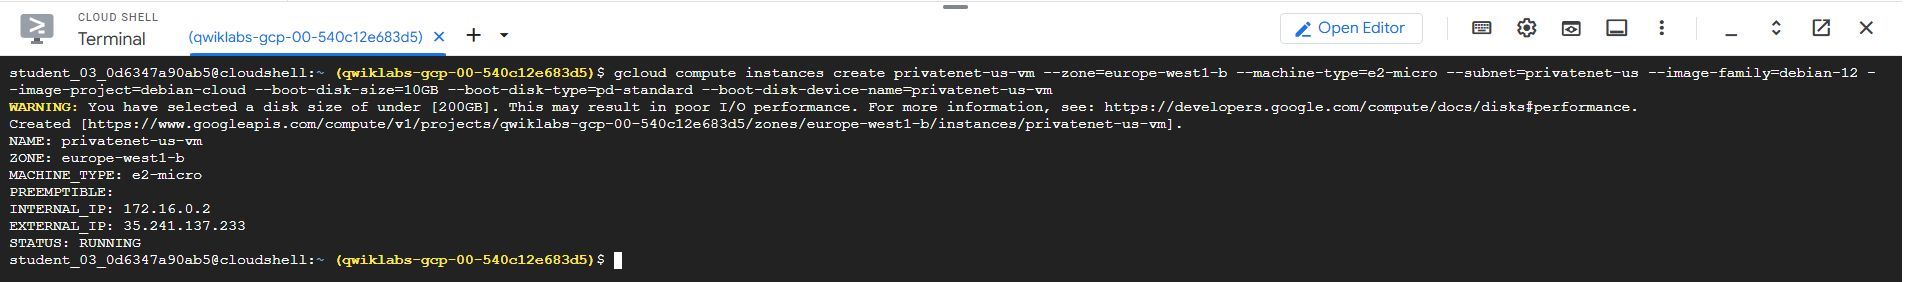 CLOUD SHELL
Terminal
(qwiklabs-gcp-00-540c12e683d5)
Open Editor
student_03_0d6347a90ab5@cloudshell:~ (qwiklabs-gcp-00-540c12e683d5)$ gcloud compute instances create privatenet-us-vm --zone=europe-west1-b --machine-type=e2-micro --subnet=privatenet-us --image-family=debian-12 -
-image-project=debian-cloud --boot-disk-size=10GB --boot-disk-type=pd-standard --boot-disk-device-name=privatenet-us-vm
WARNING: You have selected a disk size of under [200GB]. This may result in poor I/O performance. For more information, see: https://developers.google.com/compute/docs/disks#performance.
Created [https://www.googleapis.com/compute/v1/projects/qwiklabs-gcp-00-540c12e683d5/zones/europe-west1-b/instances/privatenet-us-vm].
NAME: privatenet-us-vm
ZONE: europe-west1-b
MACHINE_TYPE: e2-micro
PREEMPTIBLE:
INTERNAL_IP: 172.16.0.2
EXTERNAL_IP: 35.241.137.233
STATUS: RUNNING
student_03_0d6347a90ab5@cloudshell:~ (qwiklabs-gcp-00-540c12e683d5)$